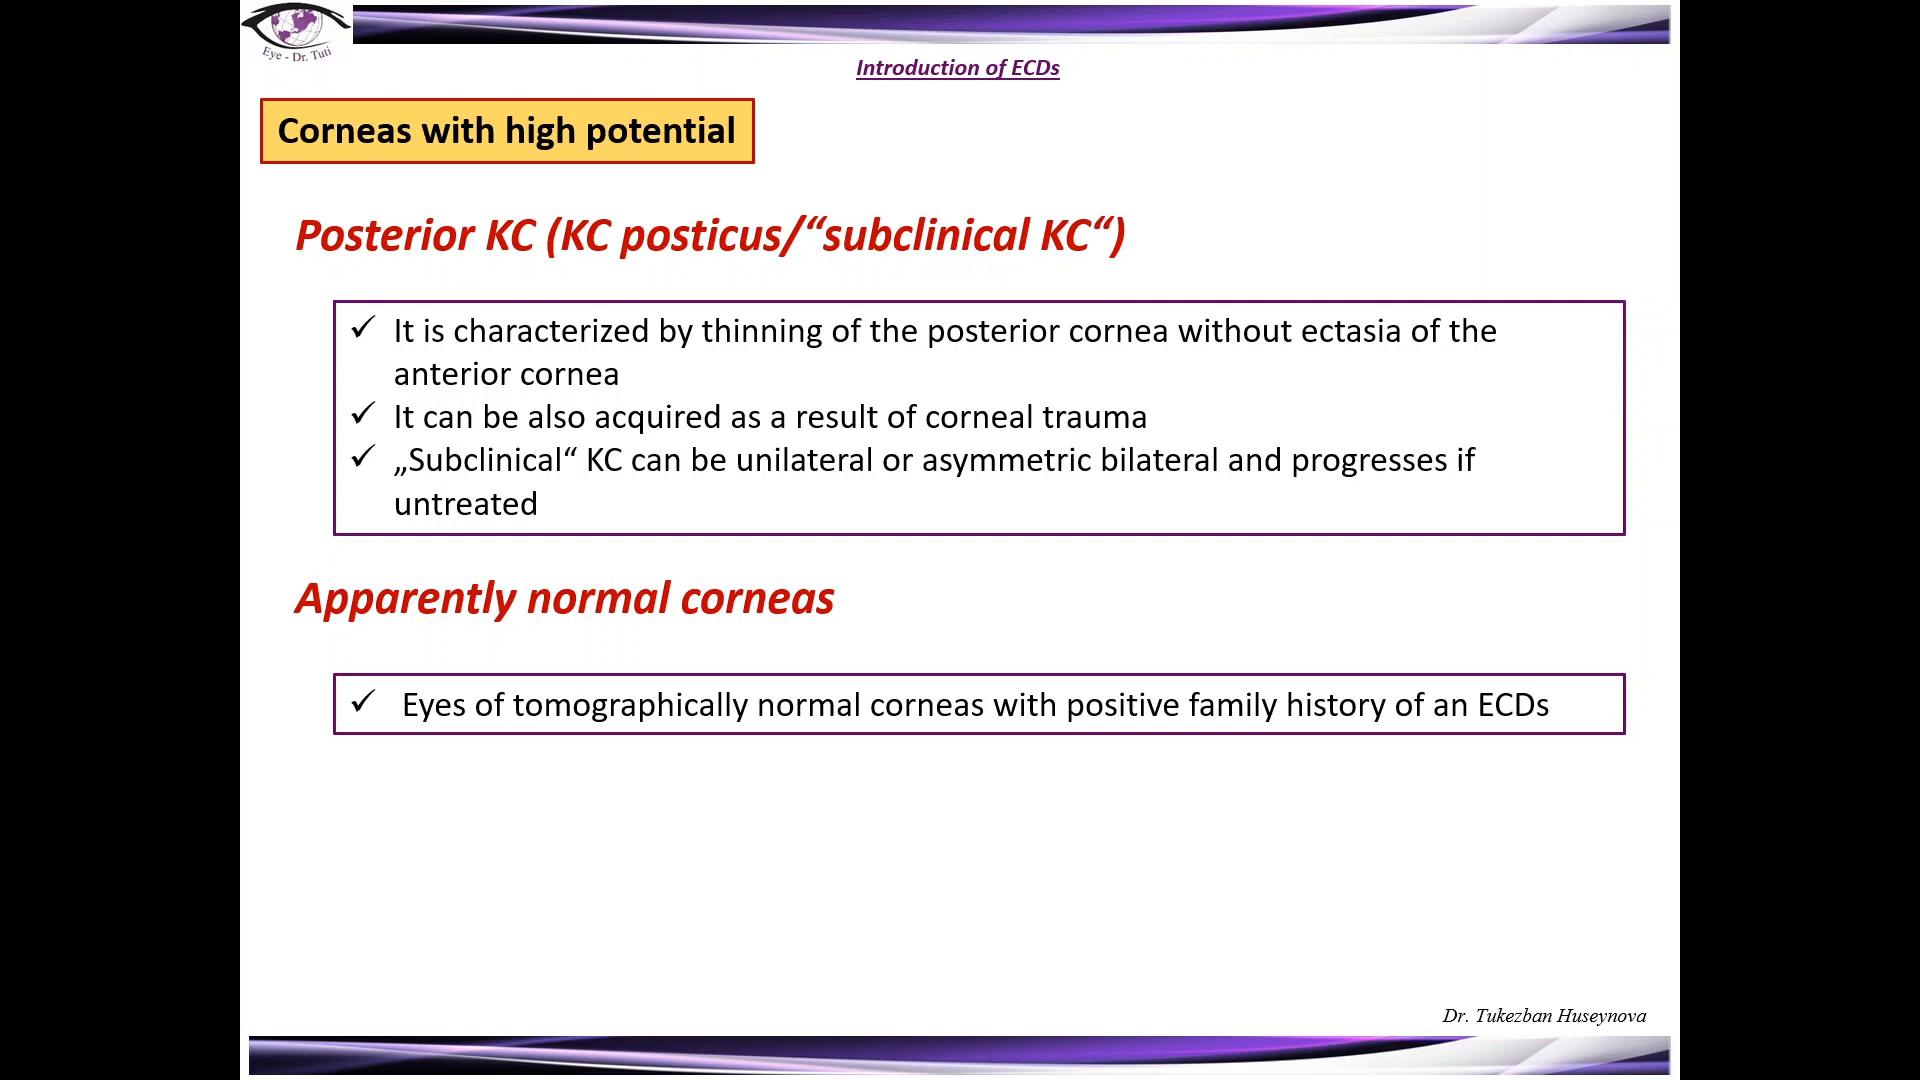 Eye - Dr. Tuti
Introduction of ECDs
Corneas with high potential
Posterior KC (KC posticus/“subclinical KC“)
✓ It is characterized by thinning of the posterior cornea without ectasia of the
anterior cornea
✓ It can be also acquired as a result of corneal trauma
✓ „Subclinical“ KC can be unilateral or asymmetric bilateral and progresses if
untreated
Apparently normal corneas
✓ Eyes of tomographically normal corneas with positive family history of an ECDs
Dr. Tukezban Huseynova